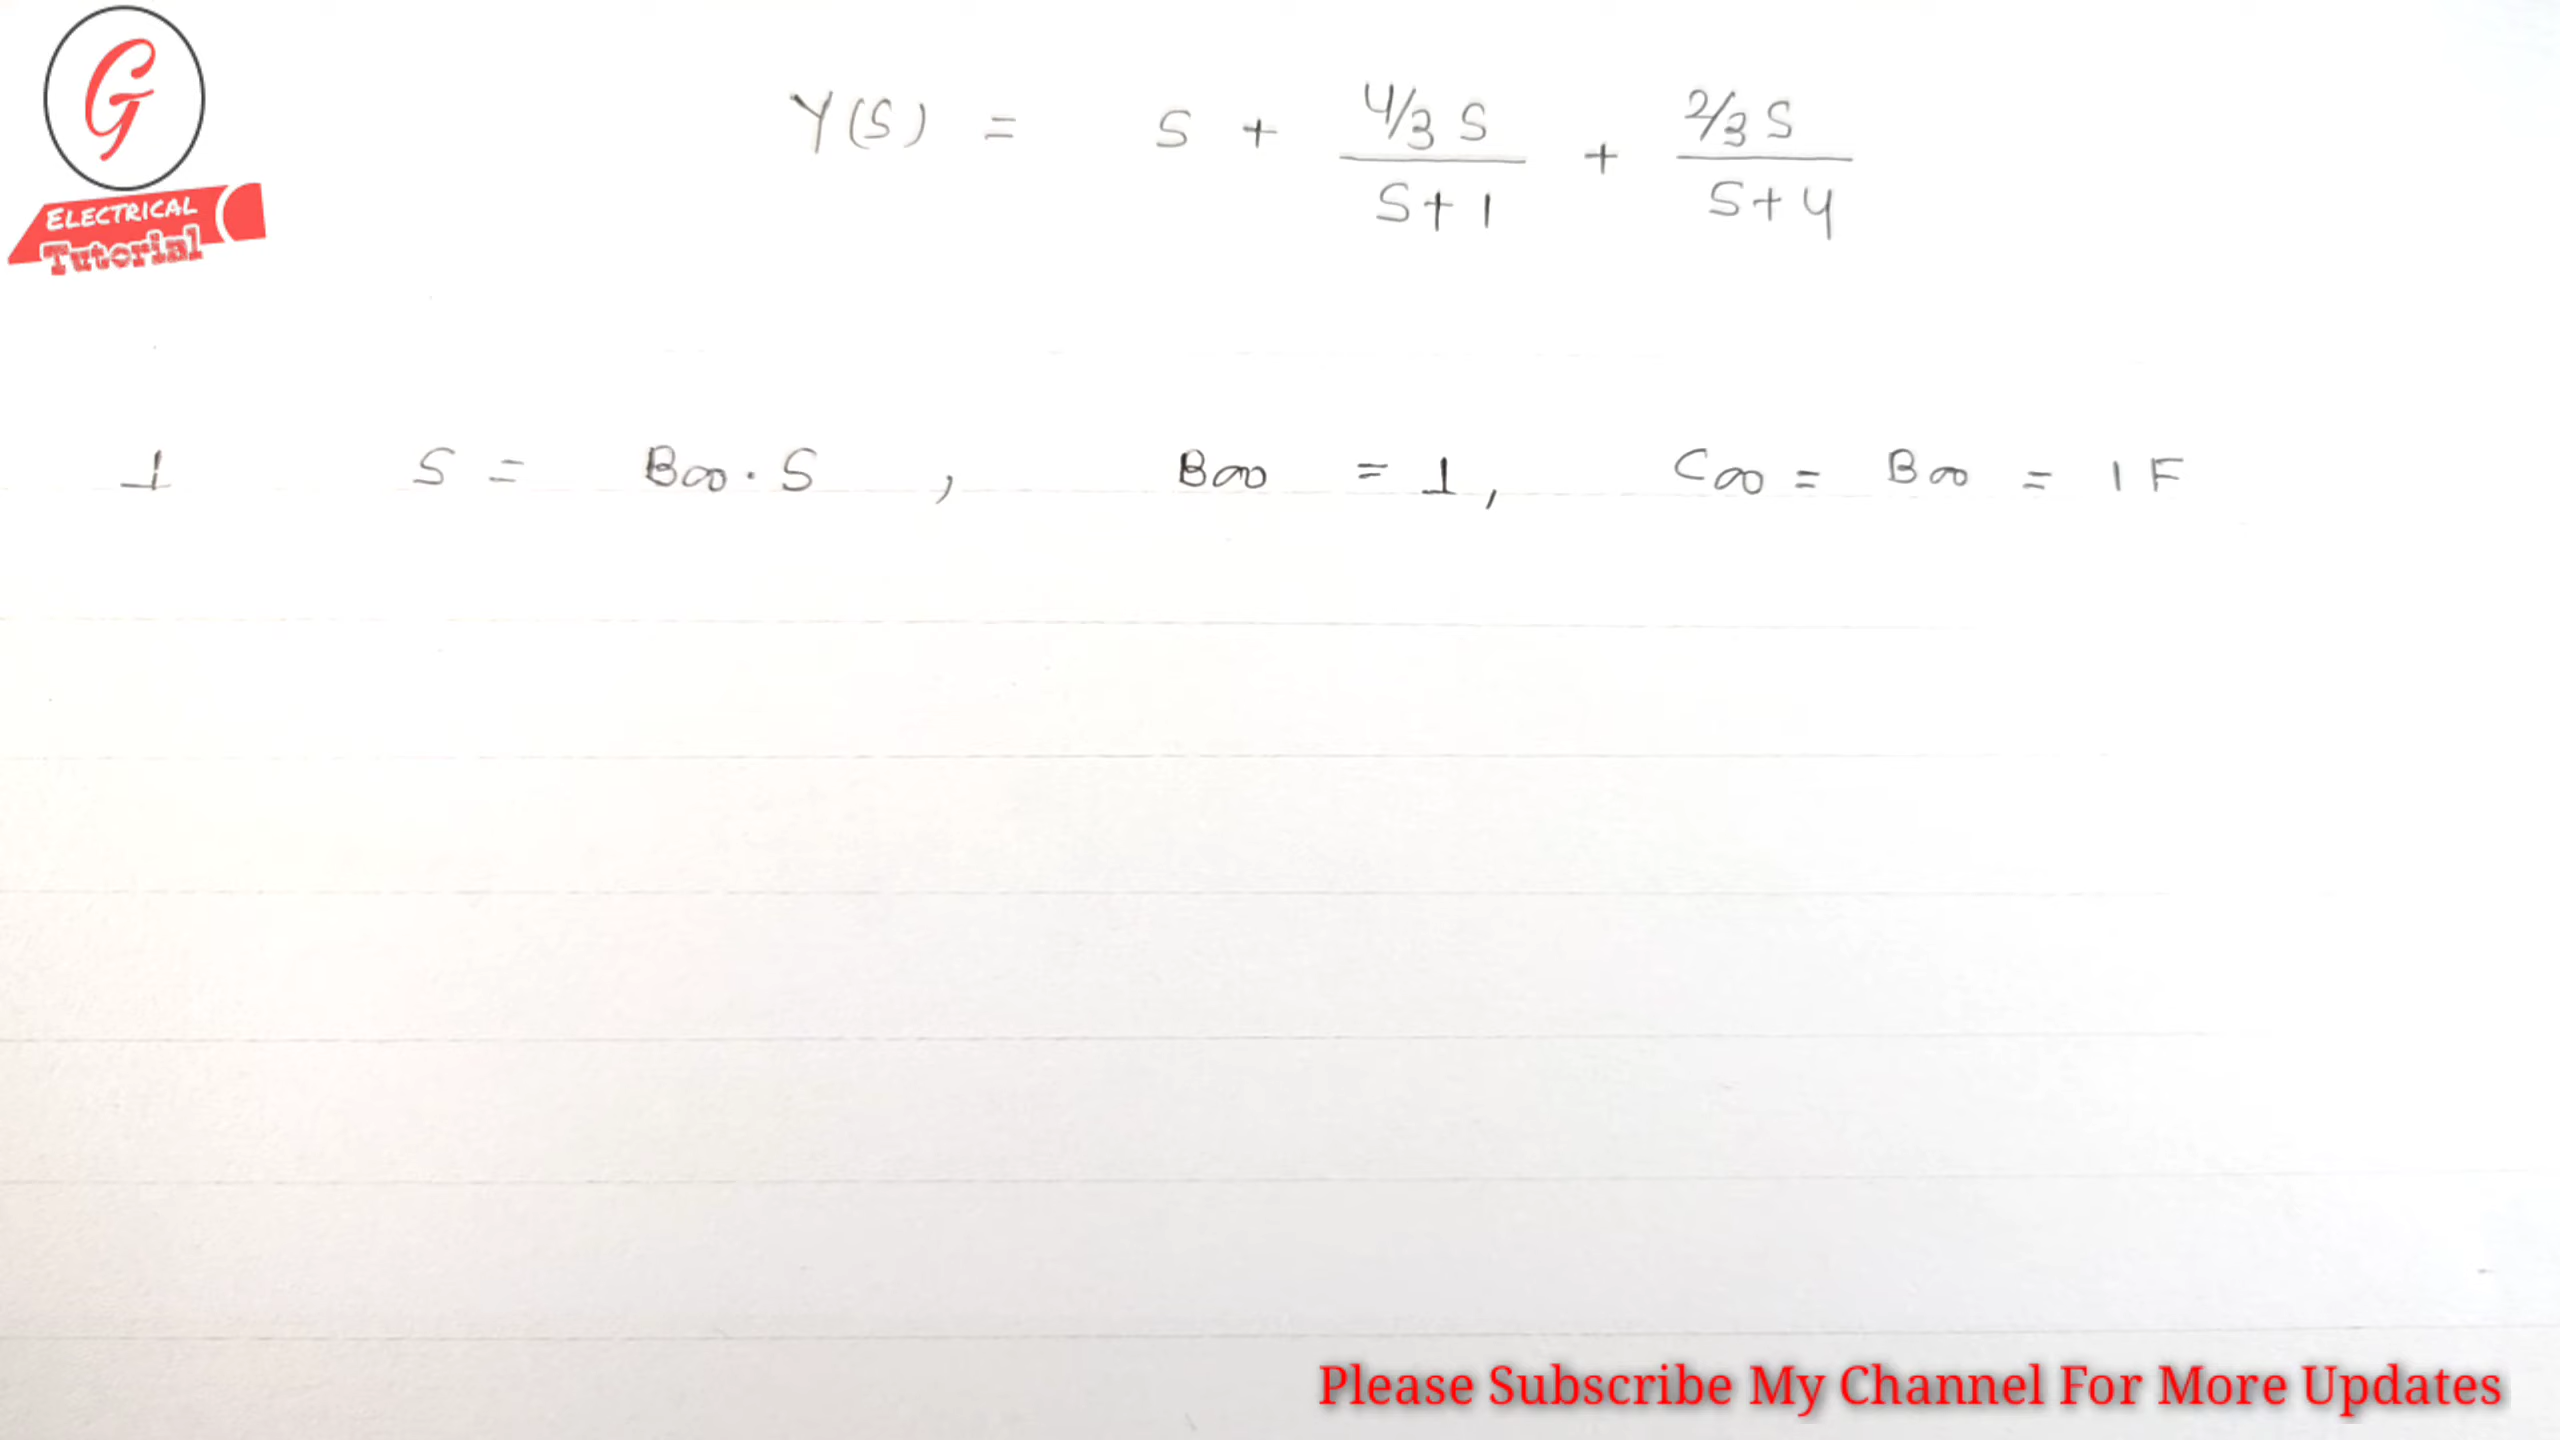 G
ELECTRICAL
Tutorial
Y(S) = S + 4/3 S / S+1 + 2/3 S / S+4
1 S = B∞ . S , B∞ = 1, C∞ = B∞ = 1 F
Please Subscribe My Channel For More Updates